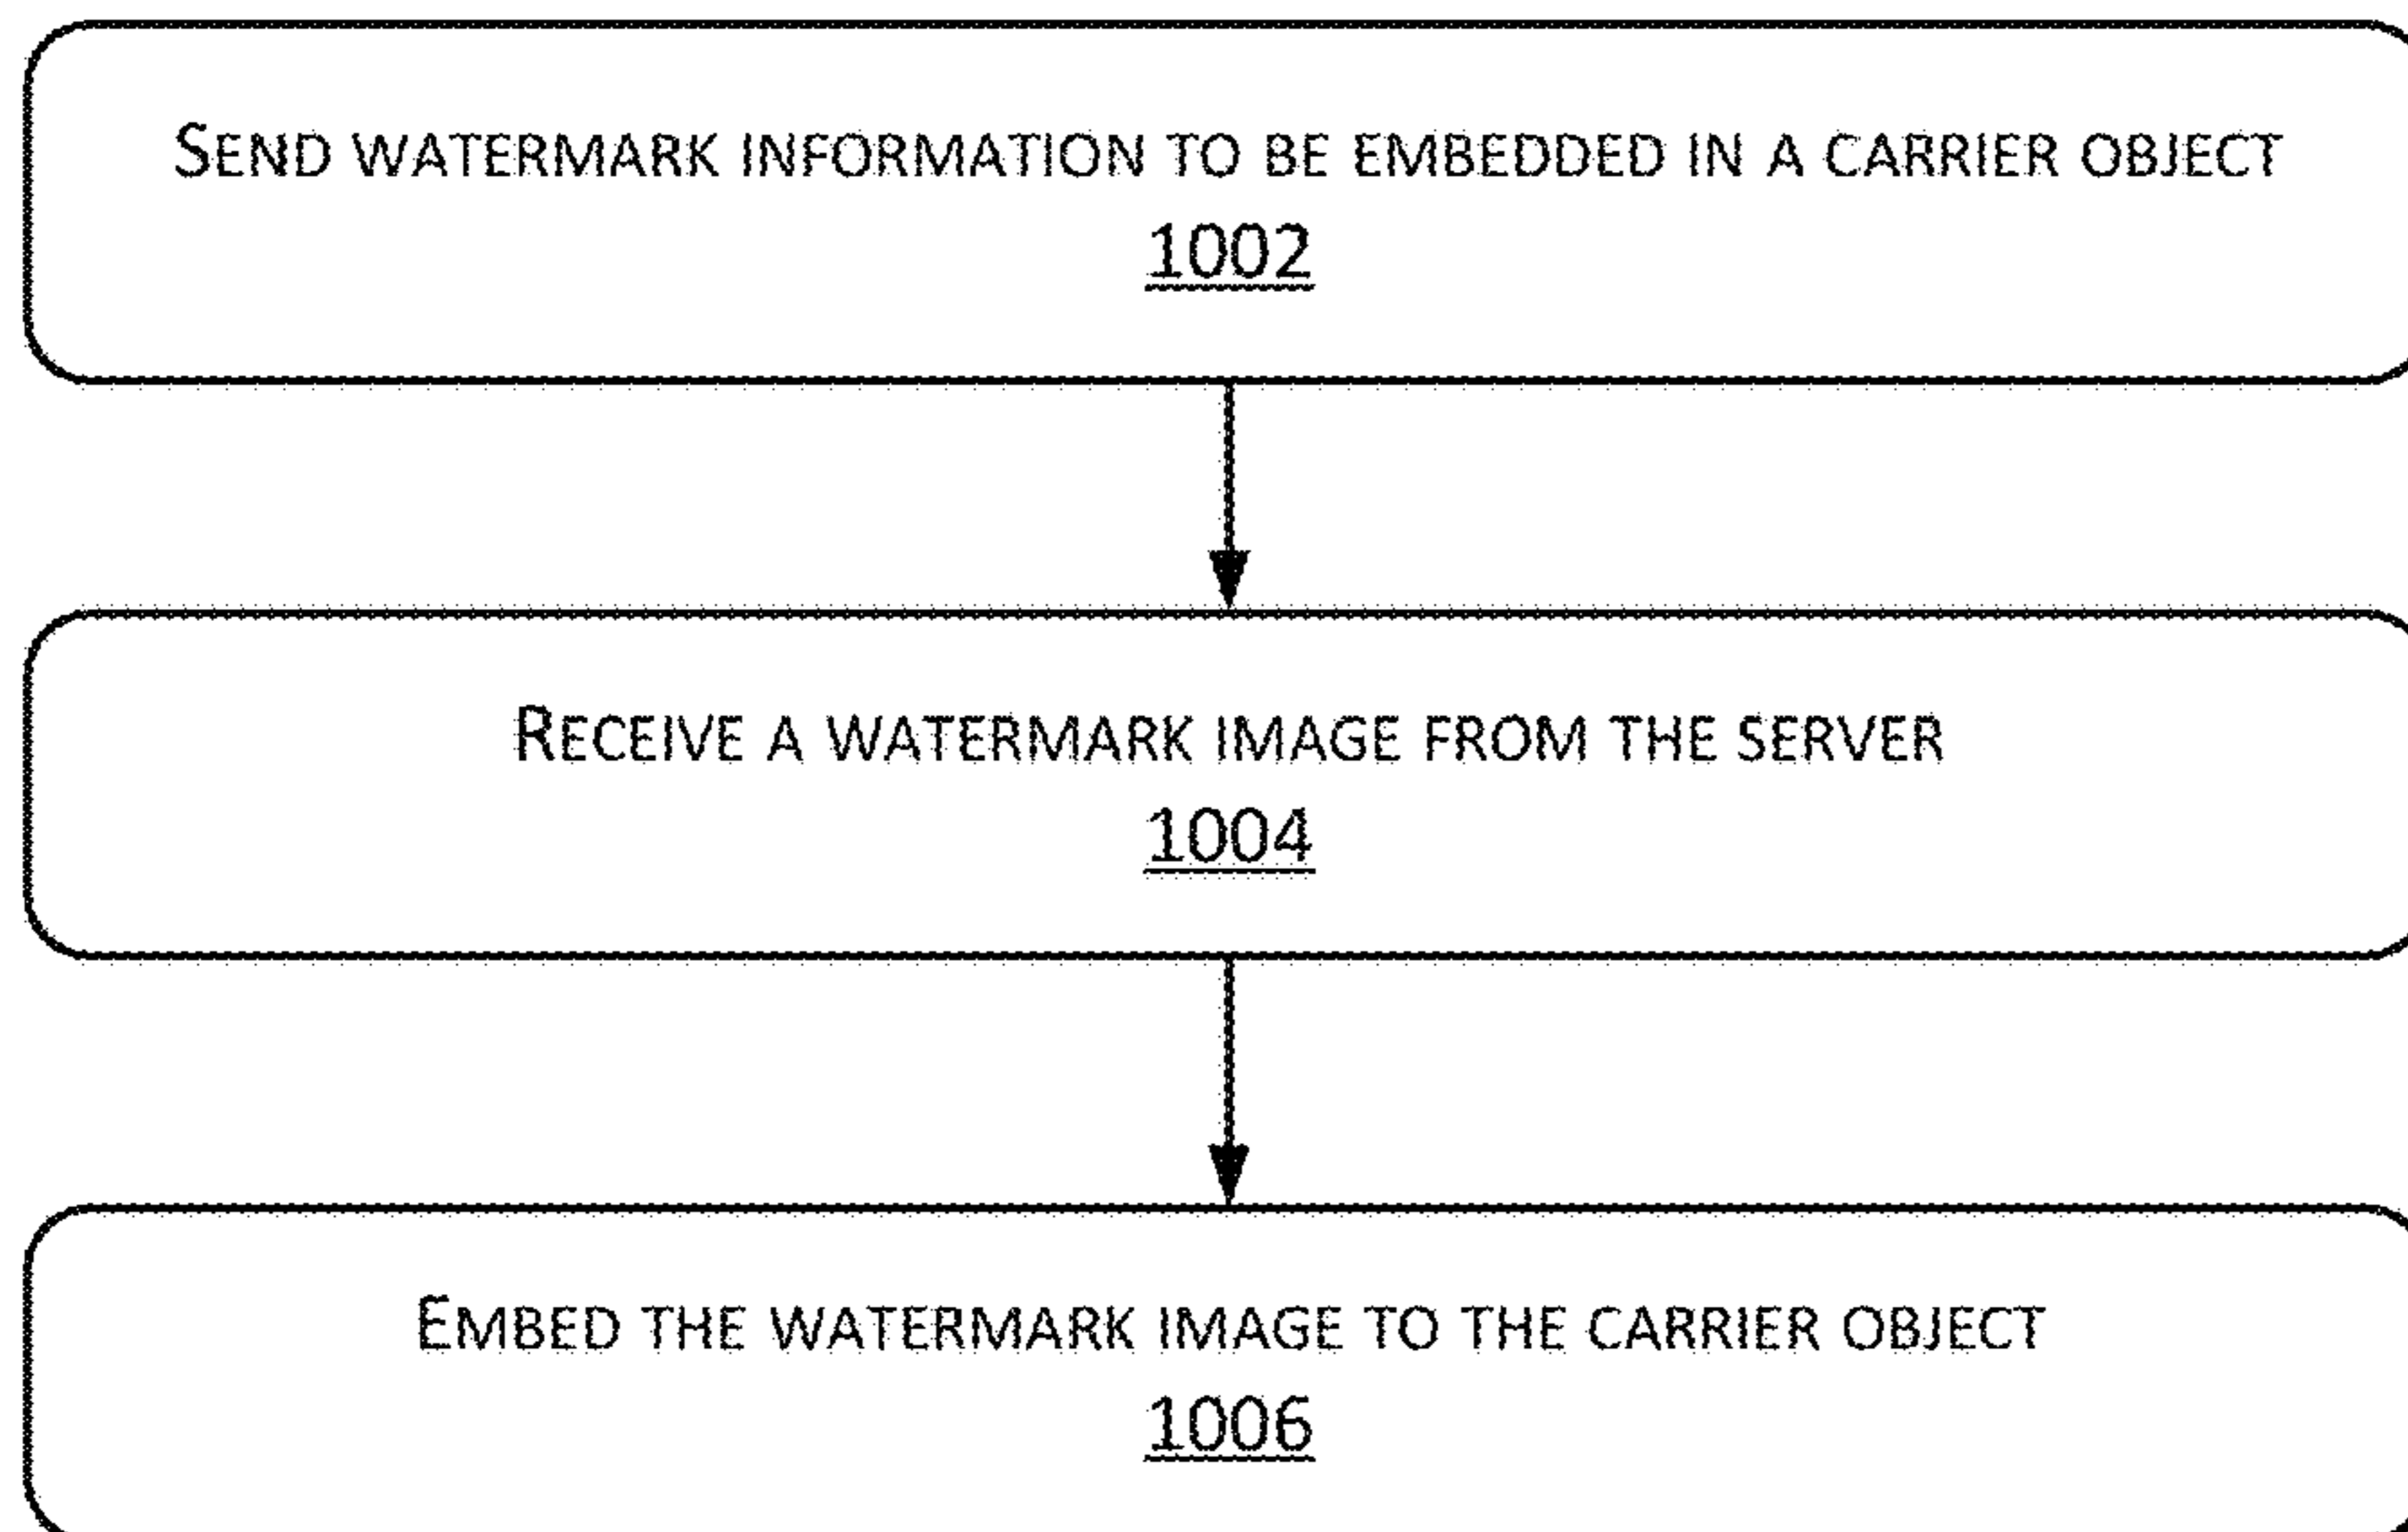 SEND WATERMARK INFORMATION TO BE EMBEDDED IN A CARRIER OBJECT
1002
RECEIVE A WATERMARK IMAGE FROM THE SERVER
1004
EMBED THE WATERMARK IMAGE TO THE CARRIER OBJECT
1006